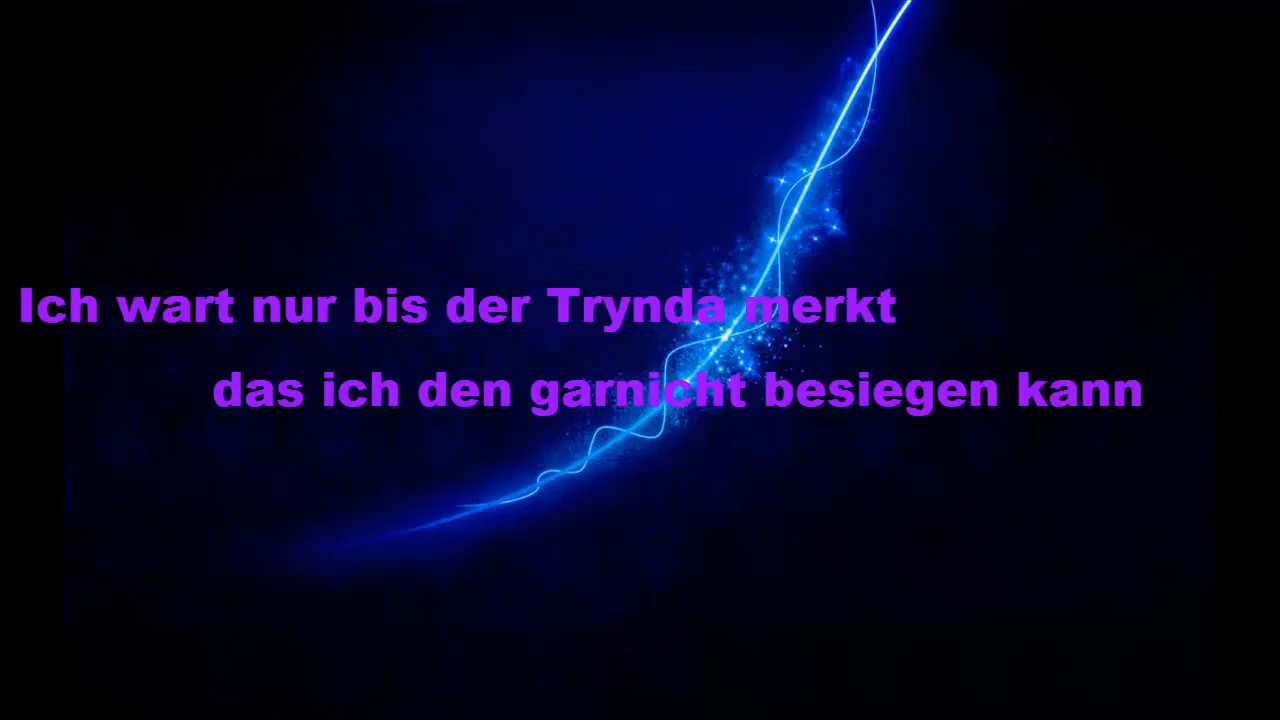 Ich wart nur bis der Trynda merkt
das ich den garnicht besiegen kann